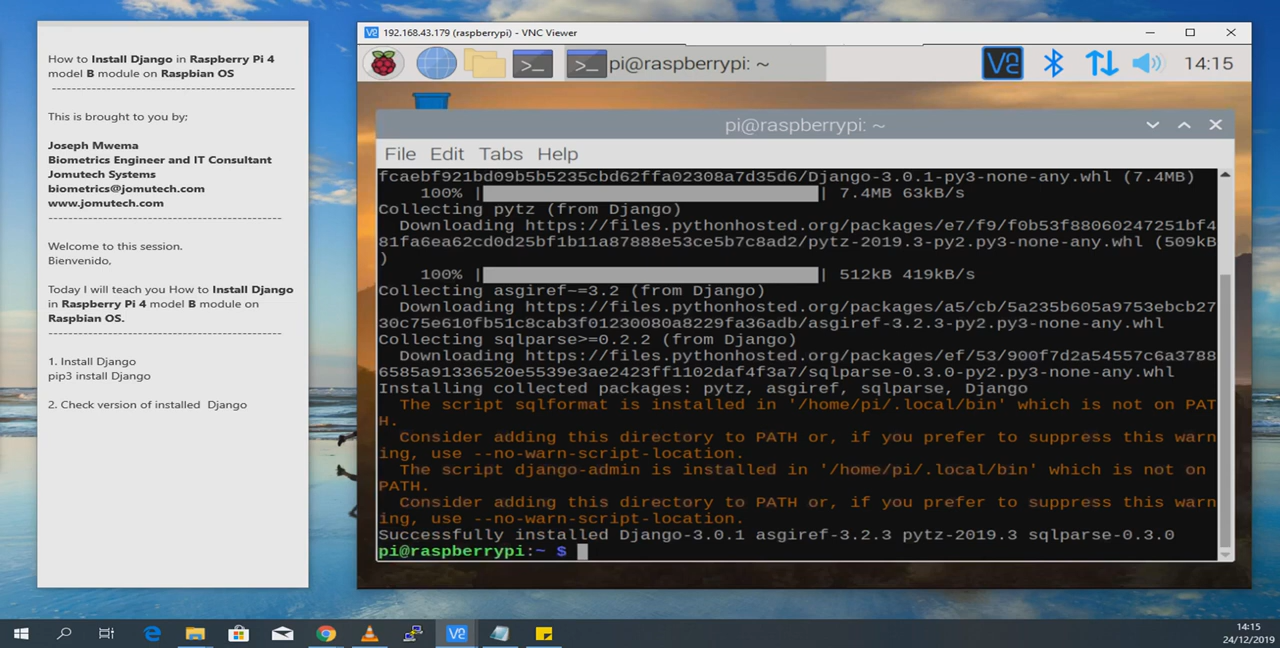 How to Install Django in Raspberry Pi 4
model B module on Raspbian OS
----------------------------------------------
This is brought to you by;
Joseph Mwema
Biometrics Engineer and IT Consultant
Jomutech Systems
biometrics@jomutech.com
www.jomutech.com
--------------------------------------------
Welcome to this session.
Bienvenido,
Today I will teach you How to Install Django
in Raspberry Pi 4 model B module on
Raspbian OS.
--------------------------------------------
1. Install Django
pip3 install Django
2. Check version of installed  Django
192.168.43.179 (raspberrypi) - VNC Viewer
pi@raspberrypi: ~
14:15
pi@raspberrypi: ~
File Edit Tabs Help
fcaebf921bd09b5b5235cbd62ffa02308a7d35d6/Django-3.0.1-py3-none-any.whl (7.4MB)
100% | | 7.4MB 63kB/s
Collecting pytz (from Django)
Downloading https://files.pythonhosted.org/packages/e7/f9/f0b53f88060247251bf4
81fa6ea62cd0d25bf1b11a87888e53ce5b7c8ad2/pytz-2019.3-py2.py3-none-any.whl (509kB
)
100% | | 512kB 419kB/s
Collecting asgiref~=3.2 (from Django)
Downloading https://files.pythonhosted.org/packages/a5/cb/5a235b605a9753ebcb27
30c75e610fb51c8cab3f01230080a8229fa36adb/asgiref-3.2.3-py2.py3-none-any.whl
Collecting sqlparse>=0.2.2 (from Django)
Downloading https://files.pythonhosted.org/packages/ef/53/900f7d2a54557c6a3788
6585a91336520e5539e3ae2423ff1102daf4f3a7/sqlparse-0.3.0-py2.py3-none-any.whl
Installing collected packages: pytz, asgiref, sqlparse, Django
The script sqlformat is installed in '/home/pi/.local/bin' which is not on PAT
H.
Consider adding this directory to PATH or, if you prefer to suppress this warn
ing, use --no-warn-script-location.
The script django-admin is installed in '/home/pi/.local/bin' which is not on
PATH.
Consider adding this directory to PATH or, if you prefer to suppress this warn
ing, use --no-warn-script-location.
Successfully installed Django-3.0.1 asgiref-3.2.3 pytz-2019.3 sqlparse-0.3.0
pi@raspberrypi:~ $
14:15
24/12/2019